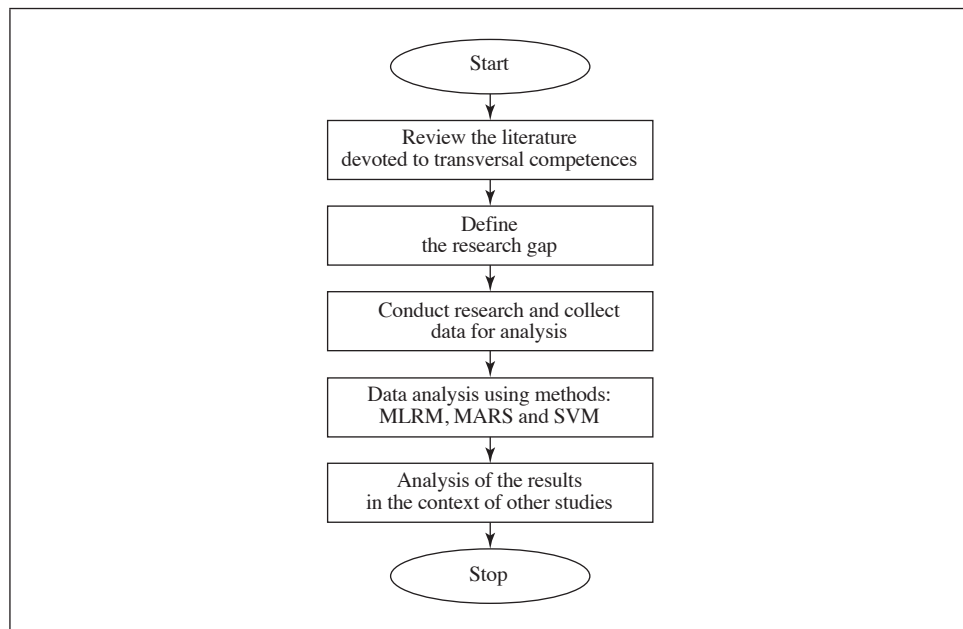 Start
Review the literature
devoted to transversal competences
Define
the research gap
Conduct research and collect
data for analysis
Data analysis using methods:
MLRM, MARS and SVM
Analysis of the results
in the context of other studies
Stop